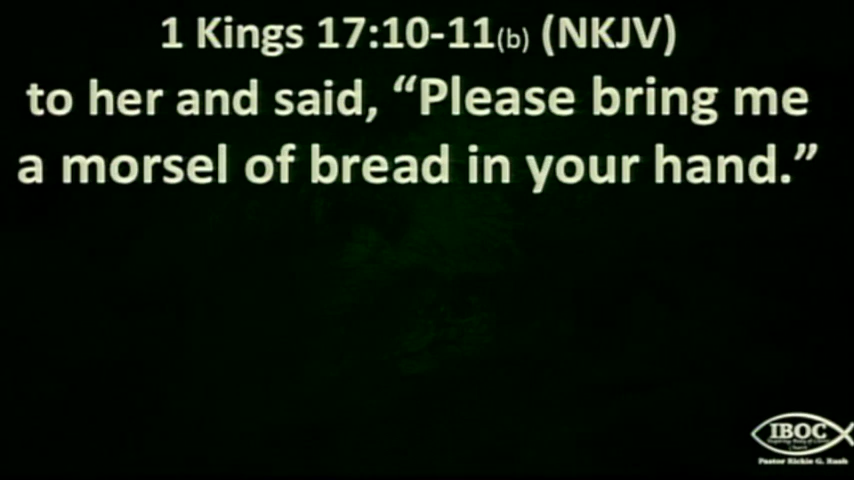 1 Kings 17:10-11(b) (NKJV)
to her and said, “Please bring me
a morsel of bread in your hand.”
IBOC